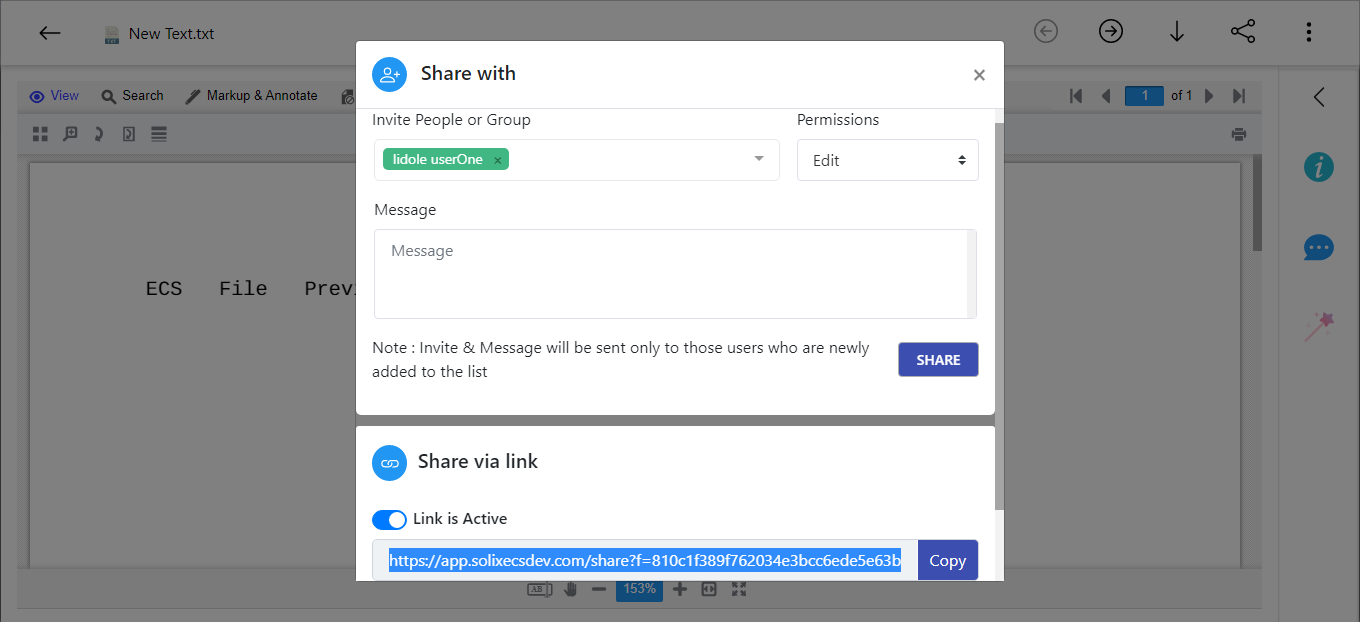 New Text.txt
View Search Markup & Annotate
1 of 1
Share with ×
Invite People or Group Permissions
lidole userOne × Edit
Message
Message
ECS File
Note : Invite & Message will be sent only to those users who are newly
added to the list
SHARE
Share via link
Link is Active
https://app.solixecsdev.com/share?f=810c1f389f762034e3bcc6ede5e63b Copy
153%